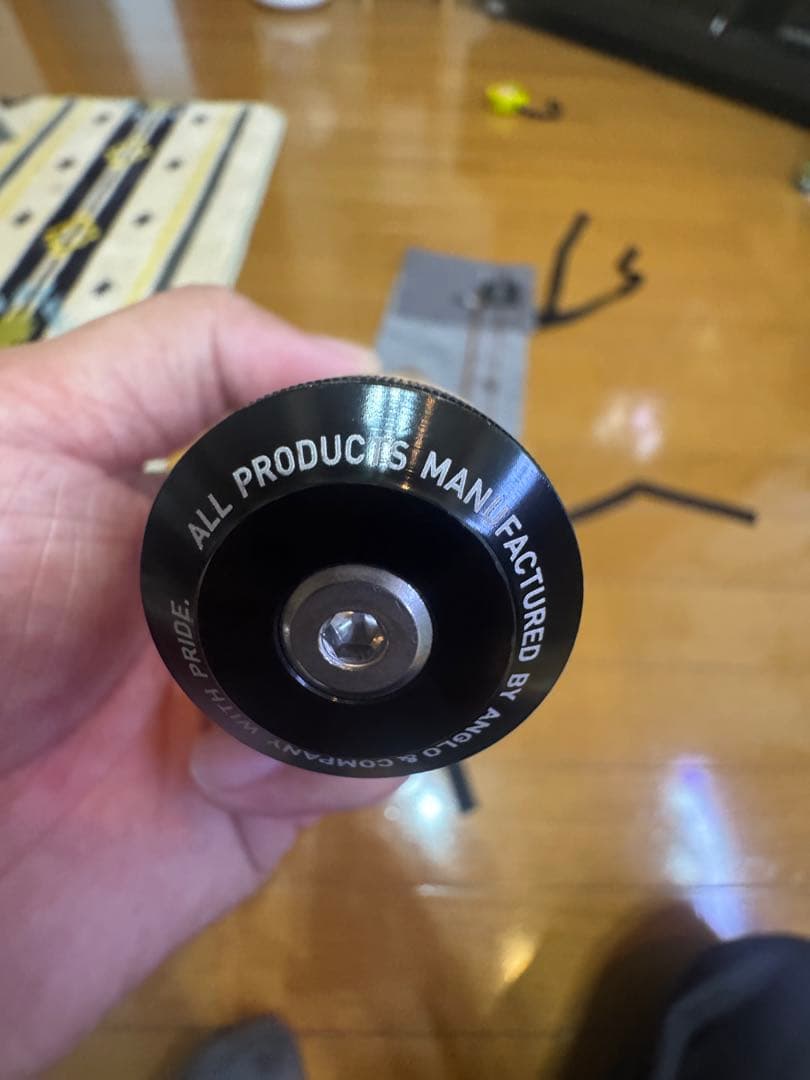 ALL PRODUCTS MANUFACTURED BY ANGLO & COMPANY WITH PRIDE.